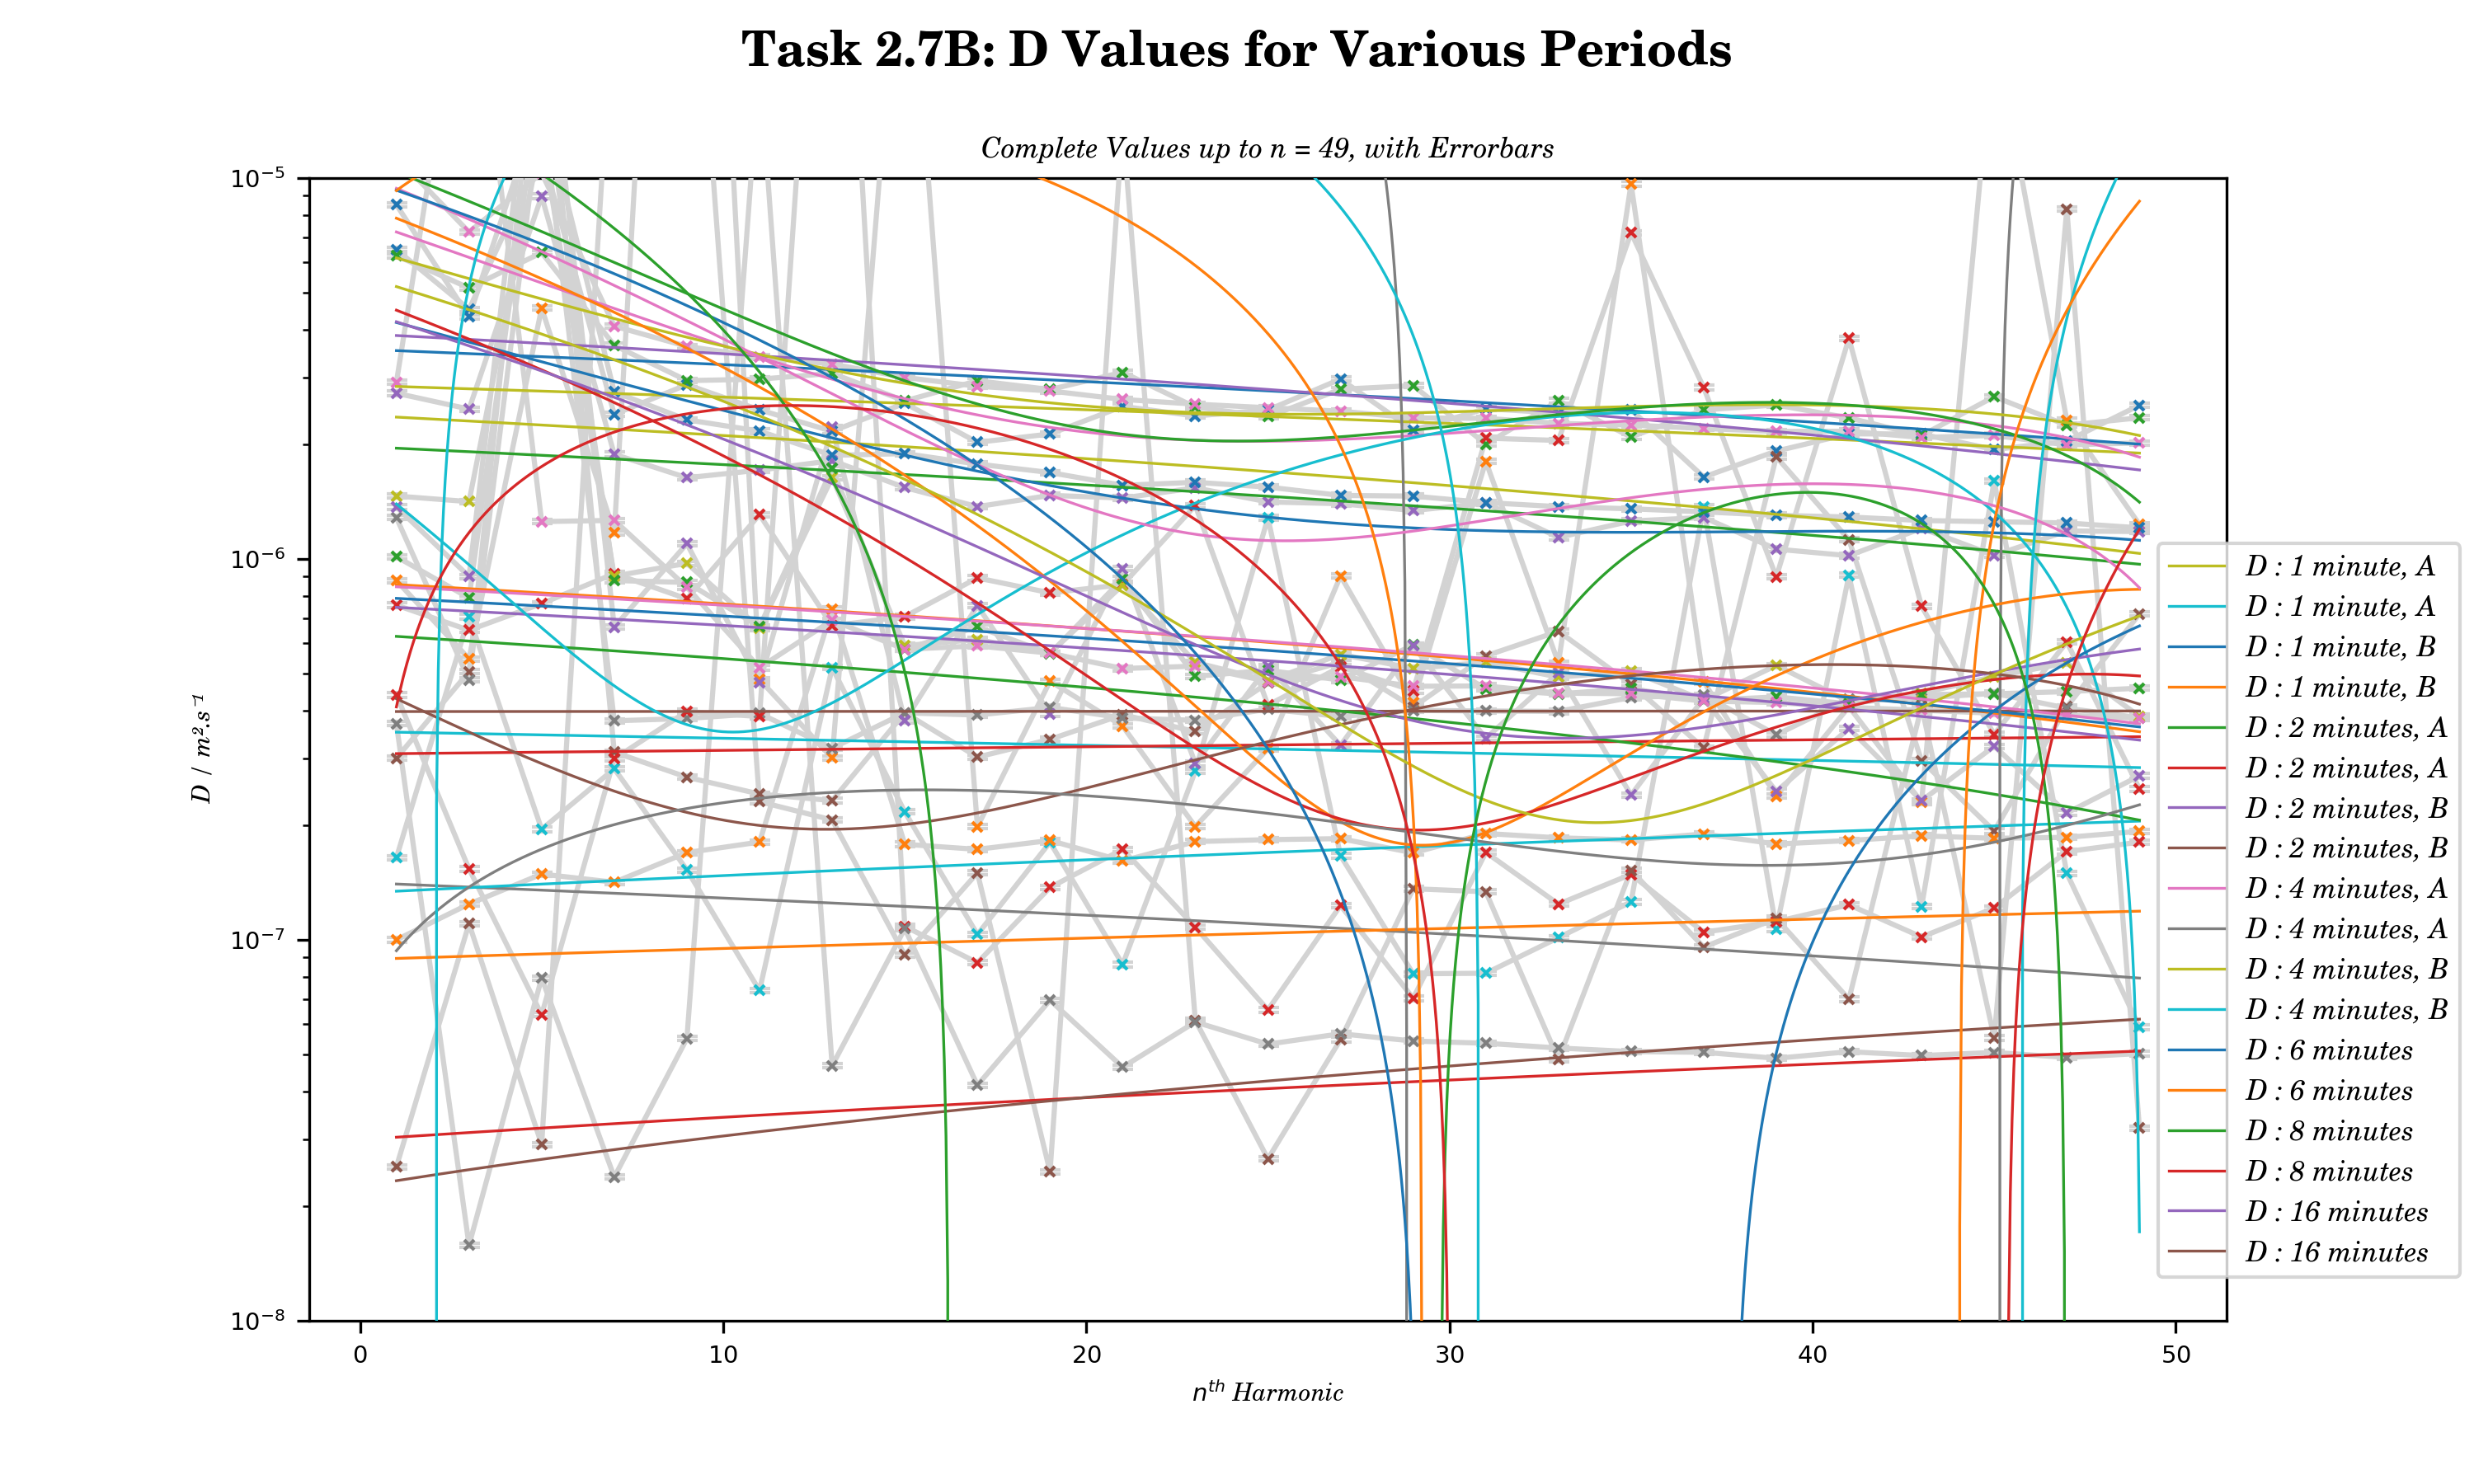 Task 2.7B: D Values for Various Periods
Complete Values up to n = 49, with Errorbars
10⁻⁵
10⁻⁶
10⁻⁷
10⁻⁸
D / m².s⁻¹
0 10 20 30 40 50
nᵗʰ Harmonic
D : 1 minute, A
D : 1 minute, A
D : 1 minute, B
D : 1 minute, B
D : 2 minutes, A
D : 2 minutes, A
D : 2 minutes, B
D : 2 minutes, B
D : 4 minutes, A
D : 4 minutes, A
D : 4 minutes, B
D : 4 minutes, B
D : 6 minutes
D : 6 minutes
D : 8 minutes
D : 8 minutes
D : 16 minutes
D : 16 minutes